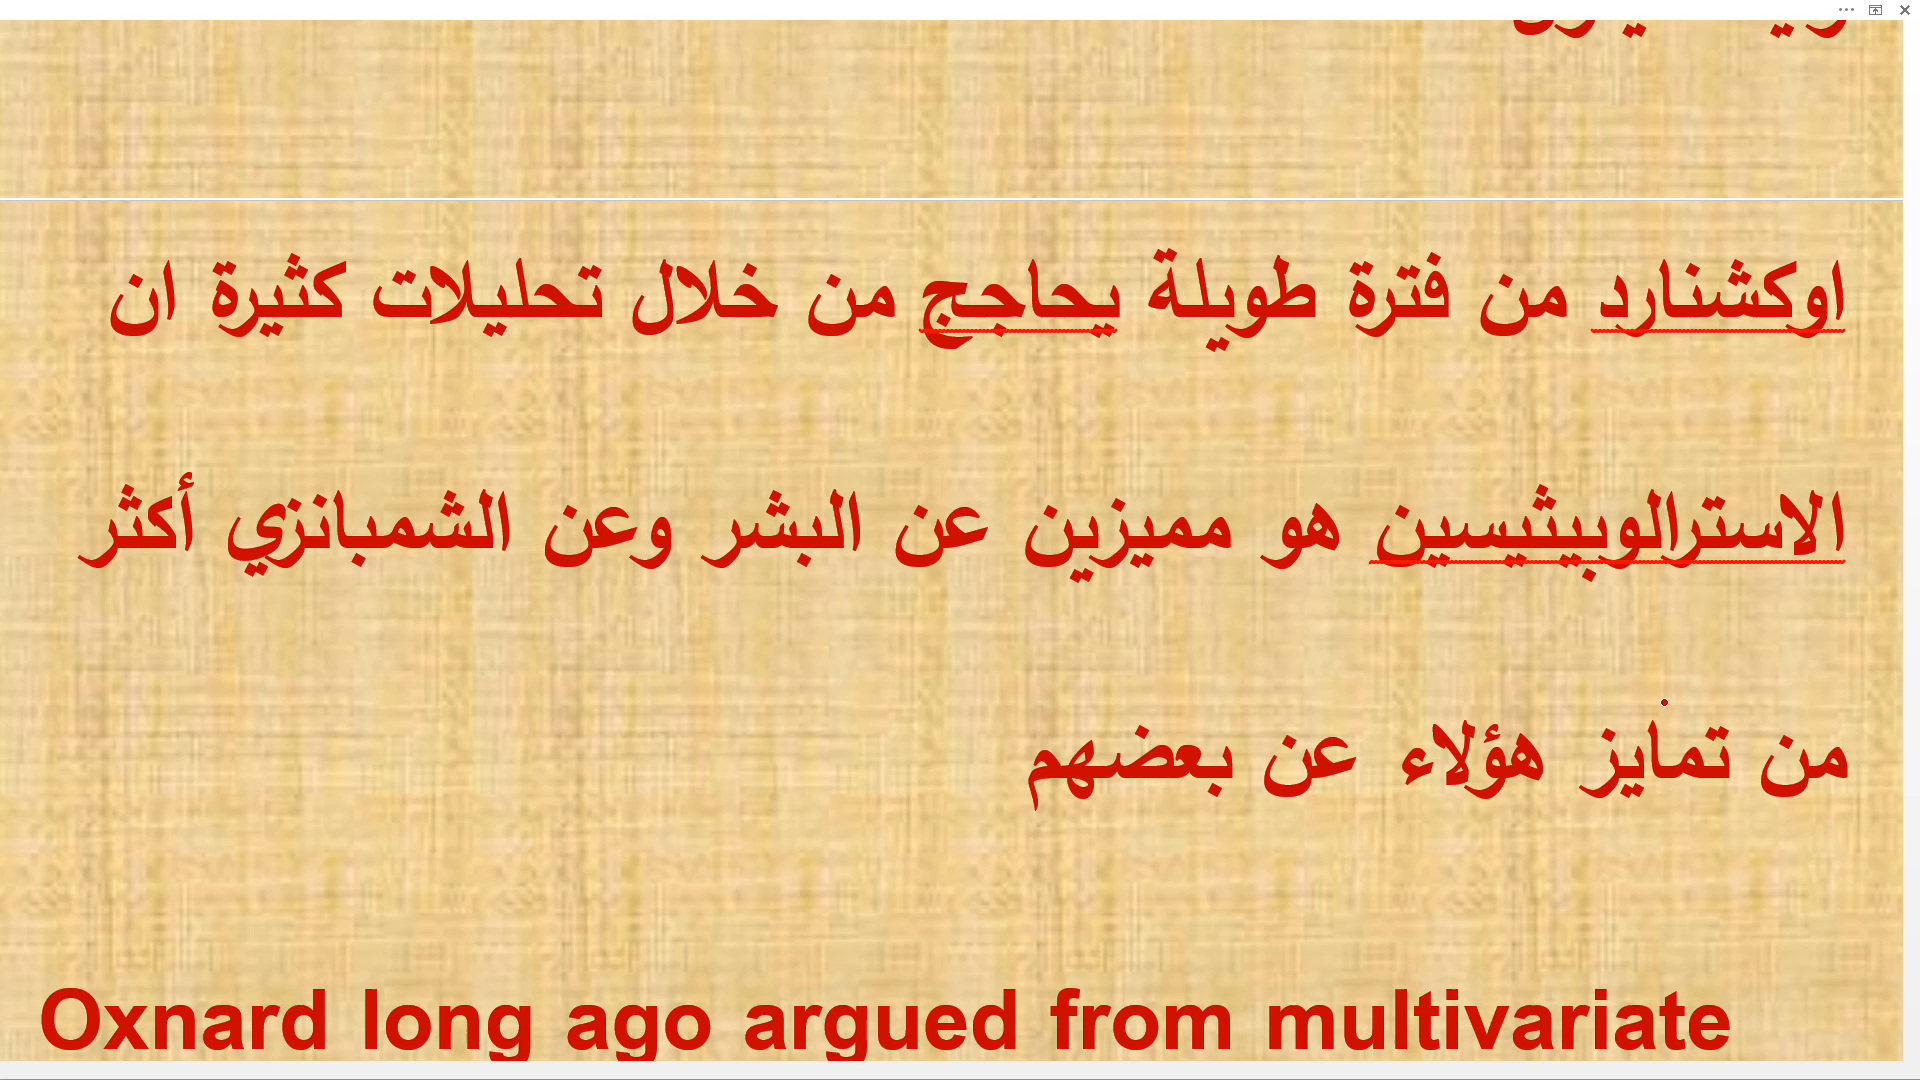 اوكشنارد من فترة طويلة يحاجج من خلال تحليلات كثيرة ان
الاسترالوبيثيسين هو مميزين عن البشر وعن الشمبانزي أكثر
من تمايز هؤلاء عن بعضهم
Oxnard long ago argued from multivariate